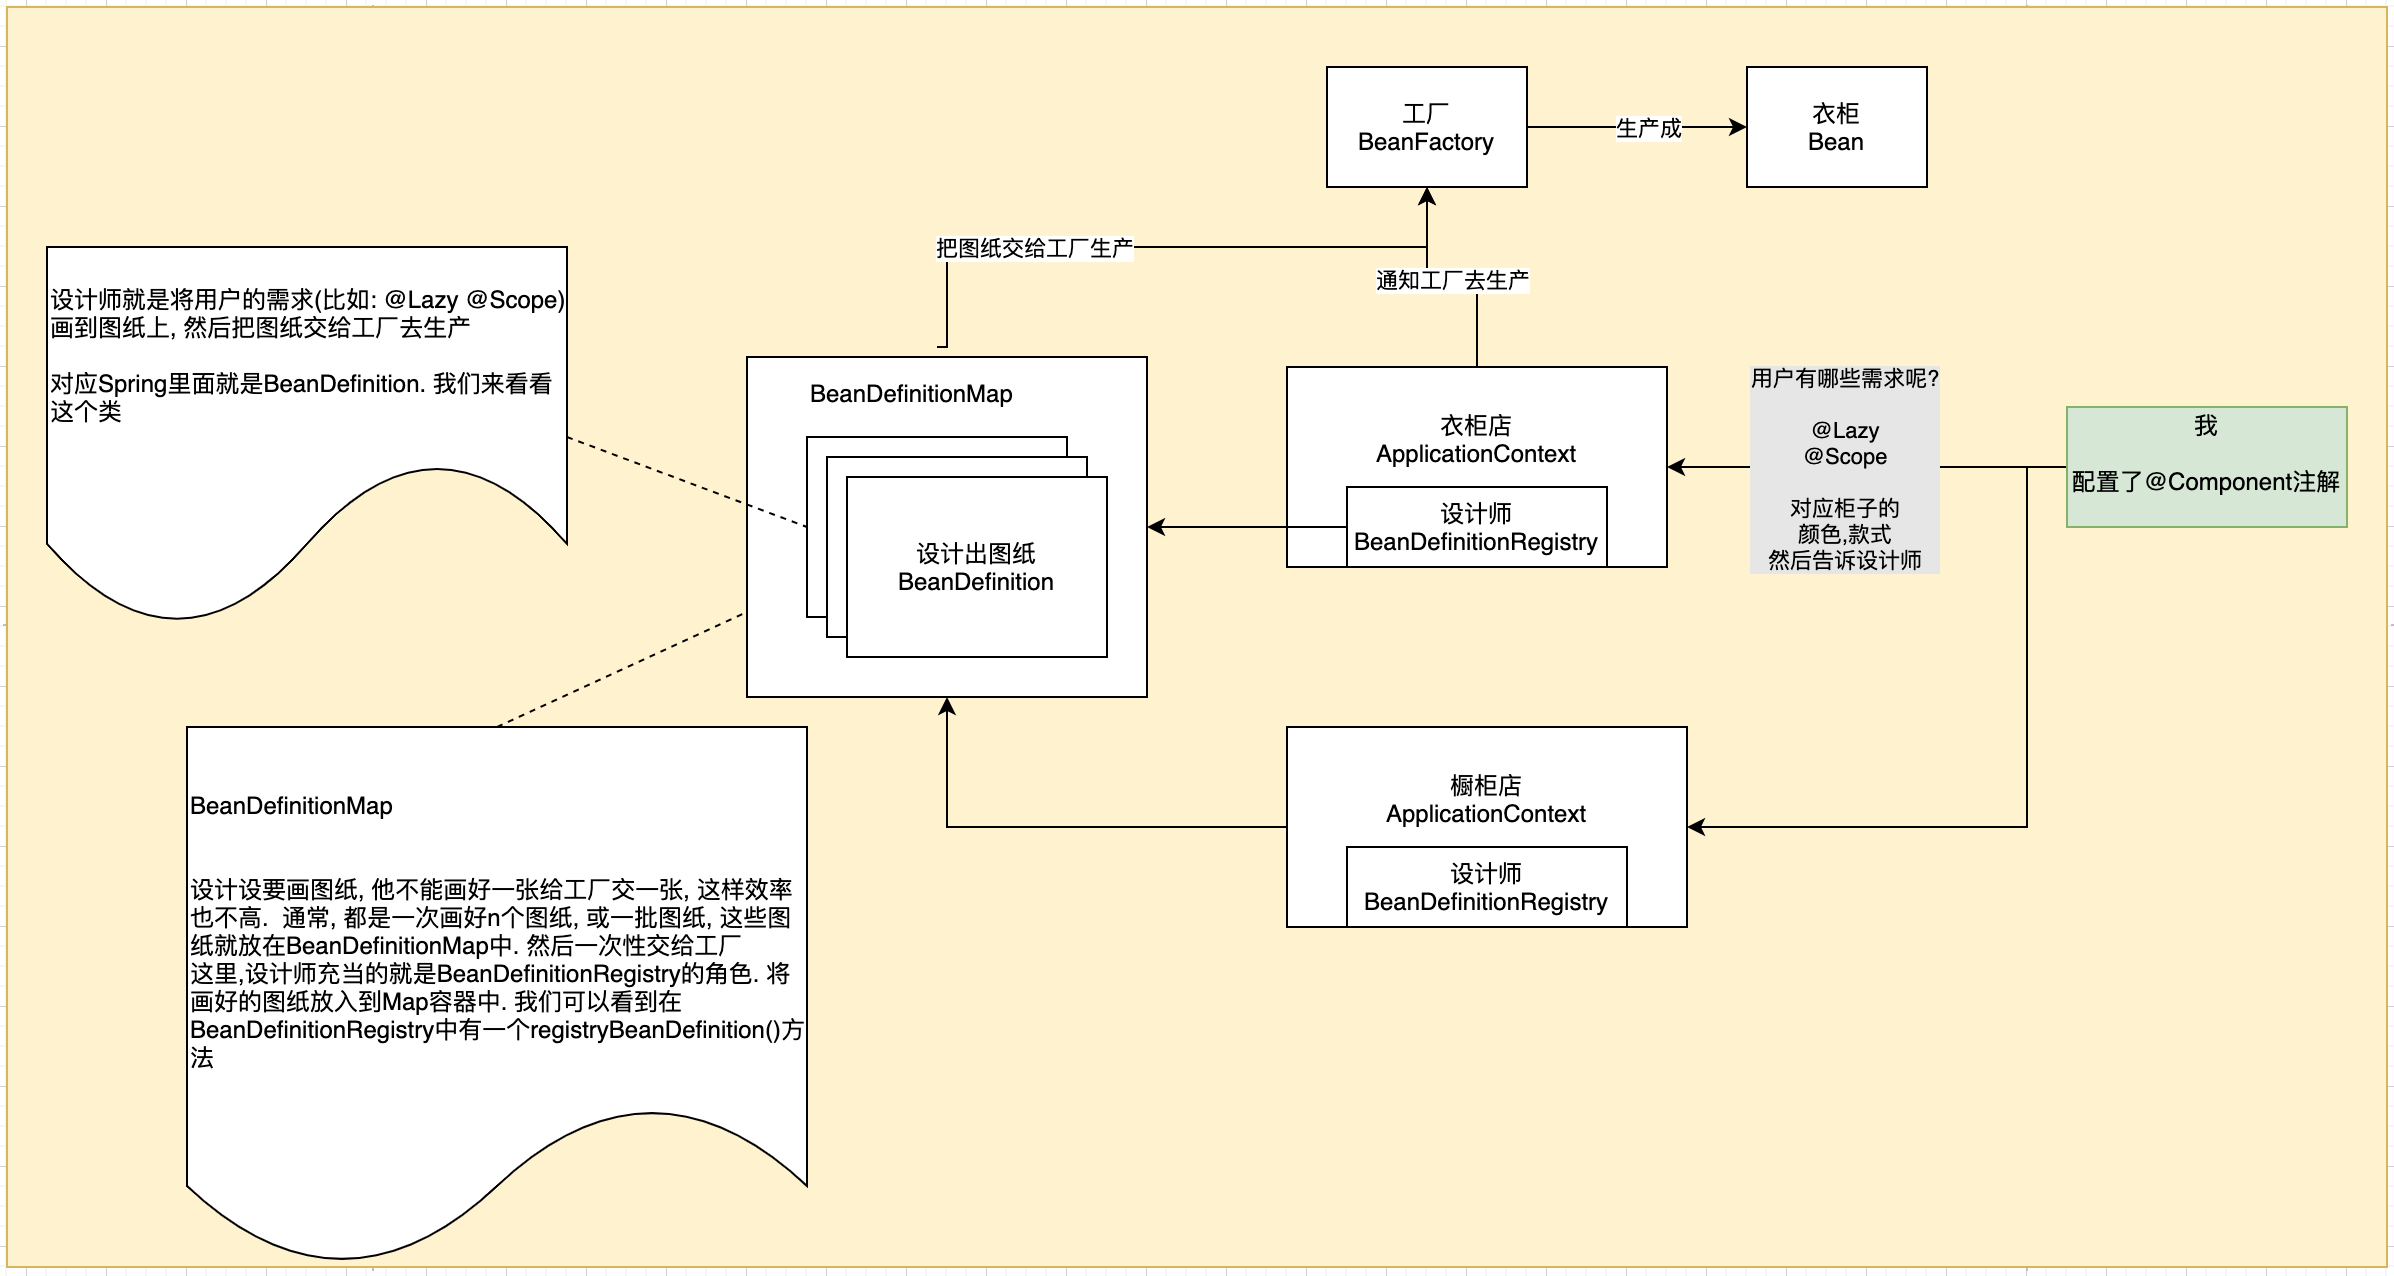 工厂
BeanFactory
生产成
衣柜
Bean
把图纸交给工厂生产
通知工厂去生产
设计师就是将用户的需求(比如: @Lazy @Scope)
画到图纸上, 然后把图纸交给工厂去生产
对应Spring里面就是BeanDefinition. 我们来看看
这个类
BeanDefinitionMap
设计出图纸
BeanDefinition
衣柜店
ApplicationContext
设计师
BeanDefinitionRegistry
用户有哪些需求呢?
@Lazy
@Scope
对应柜子的
颜色,款式
然后告诉设计师
我
配置了@Component注解
橱柜店
ApplicationContext
设计师
BeanDefinitionRegistry
BeanDefinitionMap
设计设要画图纸, 他不能画好一张给工厂交一张, 这样效率
也不高.  通常, 都是一次画好n个图纸, 或一批图纸, 这些图
纸就放在BeanDefinitionMap中. 然后一次性交给工厂
这里,设计师充当的就是BeanDefinitionRegistry的角色. 将
画好的图纸放入到Map容器中. 我们可以看到在
BeanDefinitionRegistry中有一个registryBeanDefinition()方
法